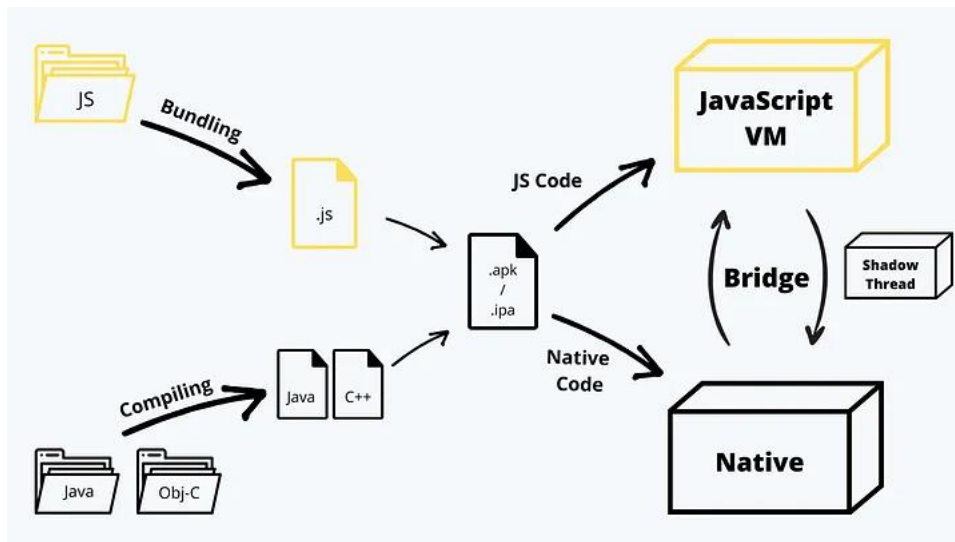 JS
Bundling
.js
JS Code
JavaScript
VM
.apk
/
.ipa
Bridge
Shadow
Thread
Native
Code
Compiling
Java
C++
Java
Obj-C
Native